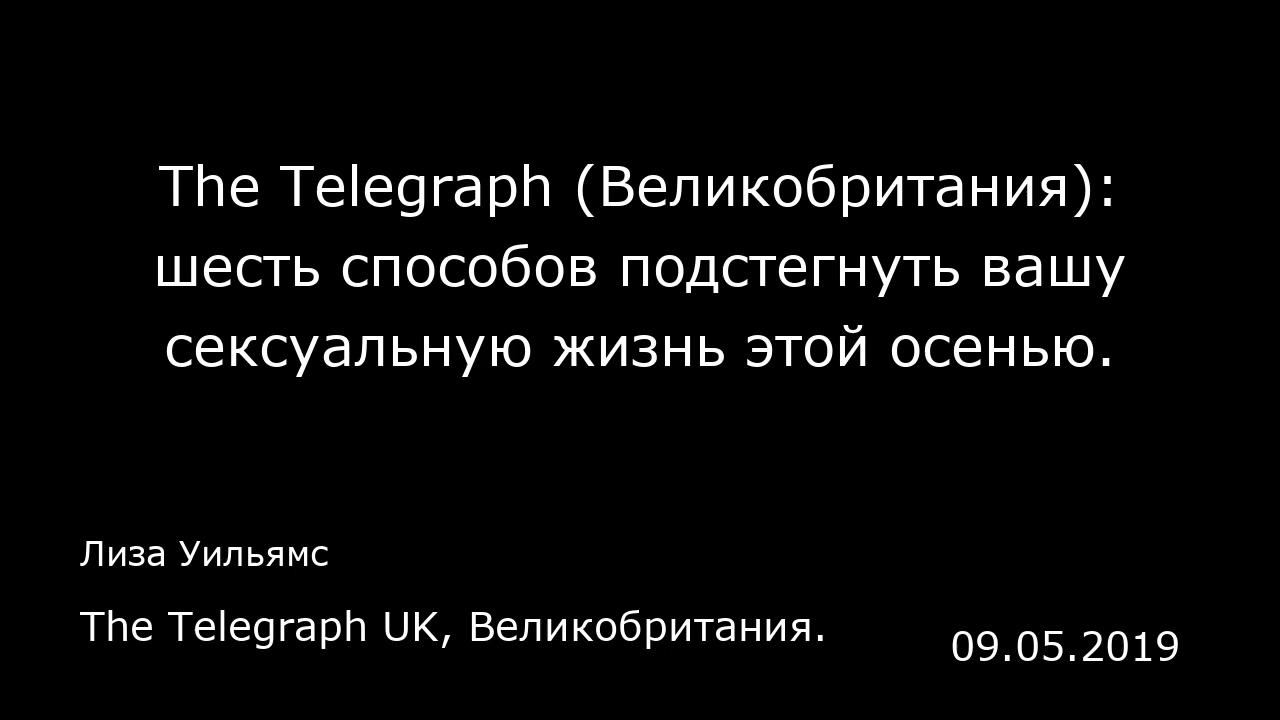 The Telegraph (Великобритания):
шесть способов подстегнуть вашу
сексуальную жизнь этой осенью.
Лиза Уильямс
The Telegraph UK, Великобритания.
09.05.2019